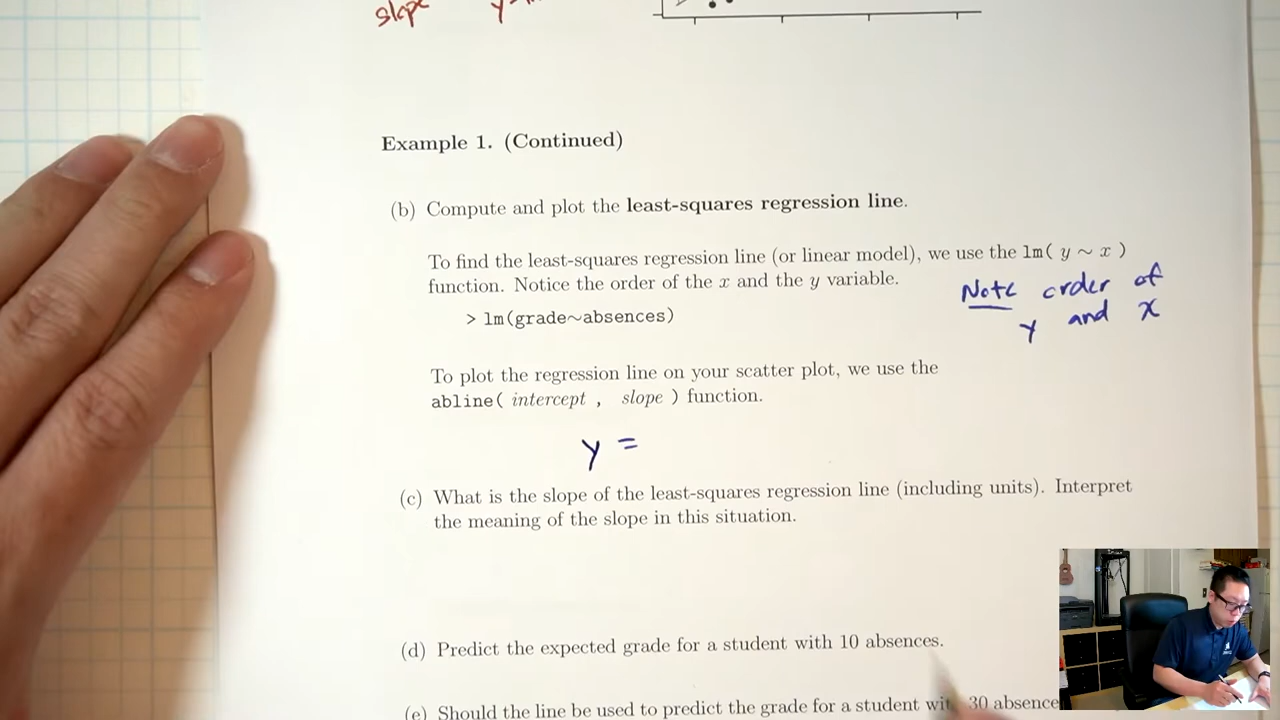 slope
Example 1. (Continued)
(b) Compute and plot the least-squares regression line.
To find the least-squares regression line (or linear model), we use the lm( y ∼ x )
function. Notice the order of the x and the y variable.
Note order of
y and x
> lm(grade∼absences)
To plot the regression line on your scatter plot, we use the
abline( intercept , slope ) function.
y =
(c) What is the slope of the least-squares regression line (including units). Interpret
the meaning of the slope in this situation.
(d) Predict the expected grade for a student with 10 absences.
(e) Should the line be used to predict the grade for a student 30 absence